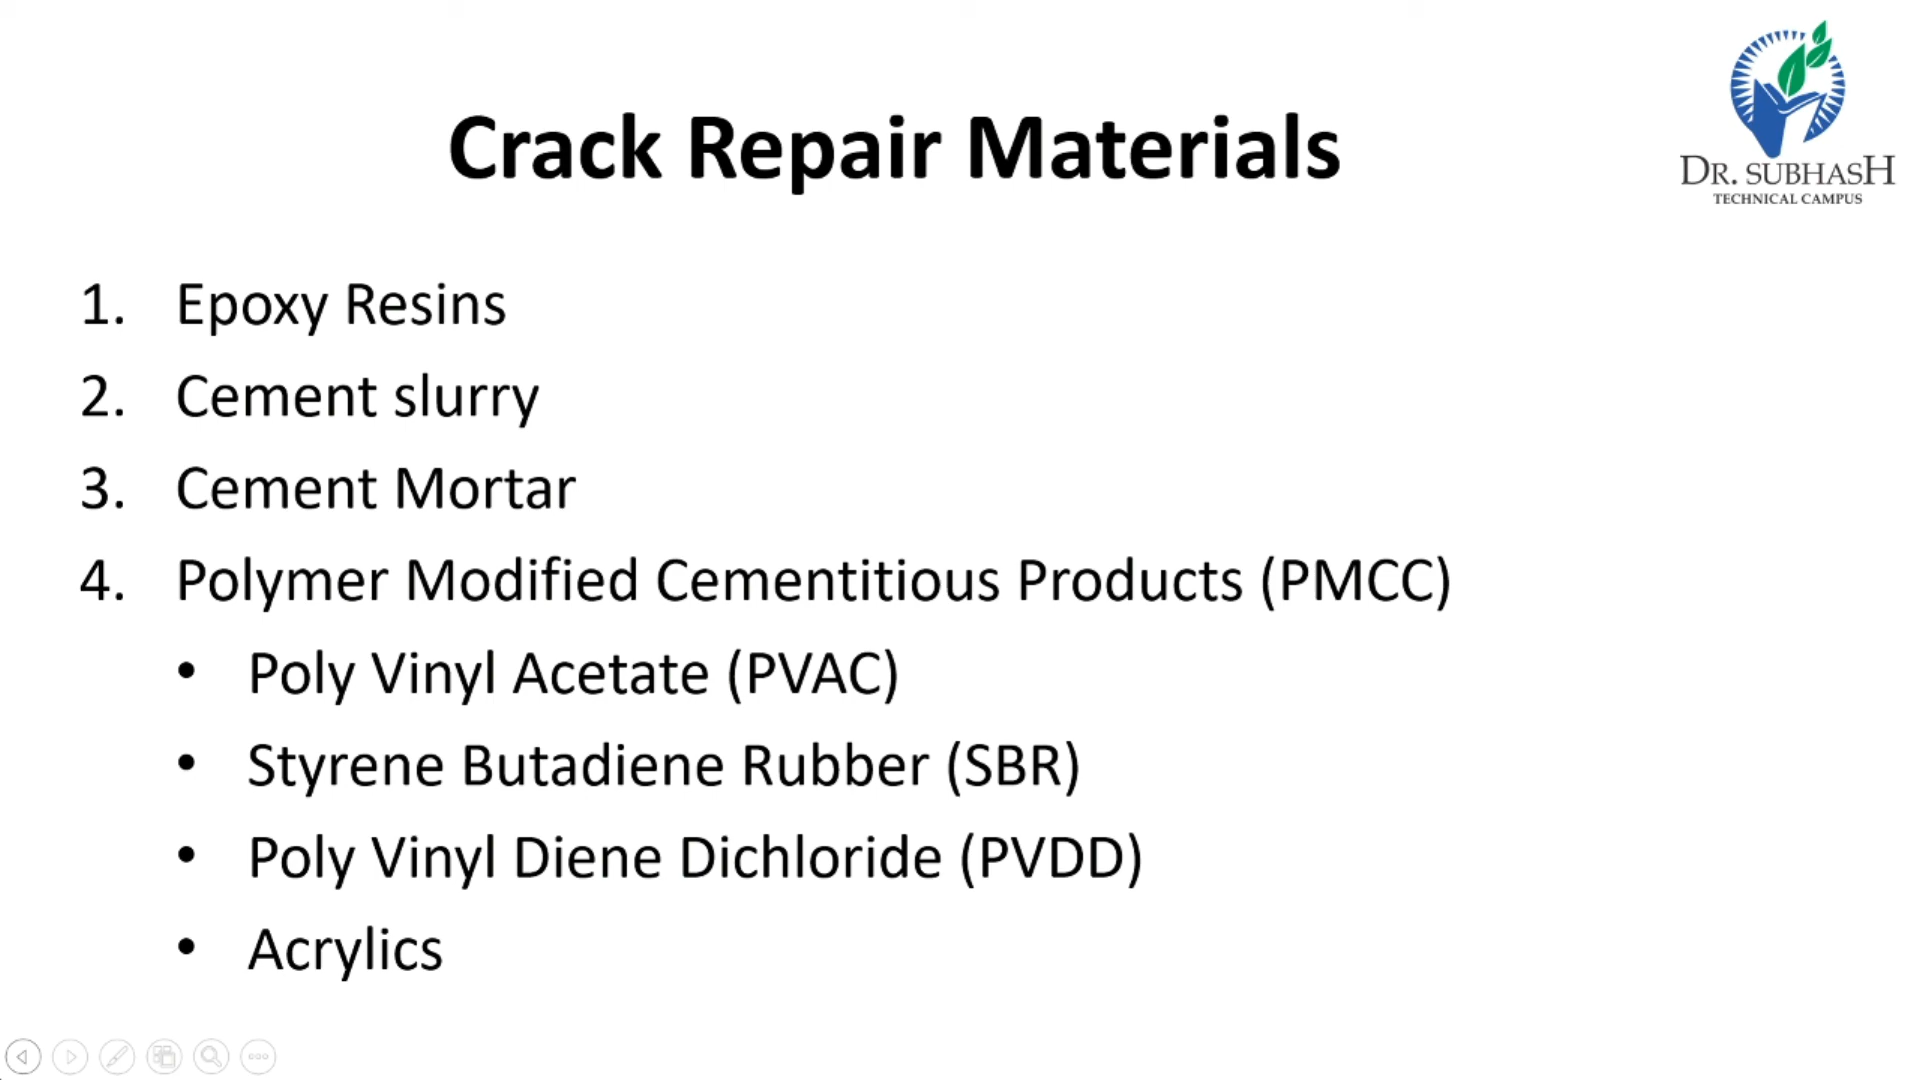 Crack Repair Materials
DR. SUBHASH
TECHNICAL CAMPUS
1. Epoxy Resins
2. Cement slurry
3. Cement Mortar
4. Polymer Modified Cementitious Products (PMCC)
• Poly Vinyl Acetate (PVAC)
• Styrene Butadiene Rubber (SBR)
• Poly Vinyl Diene Dichloride (PVDD)
• Acrylics